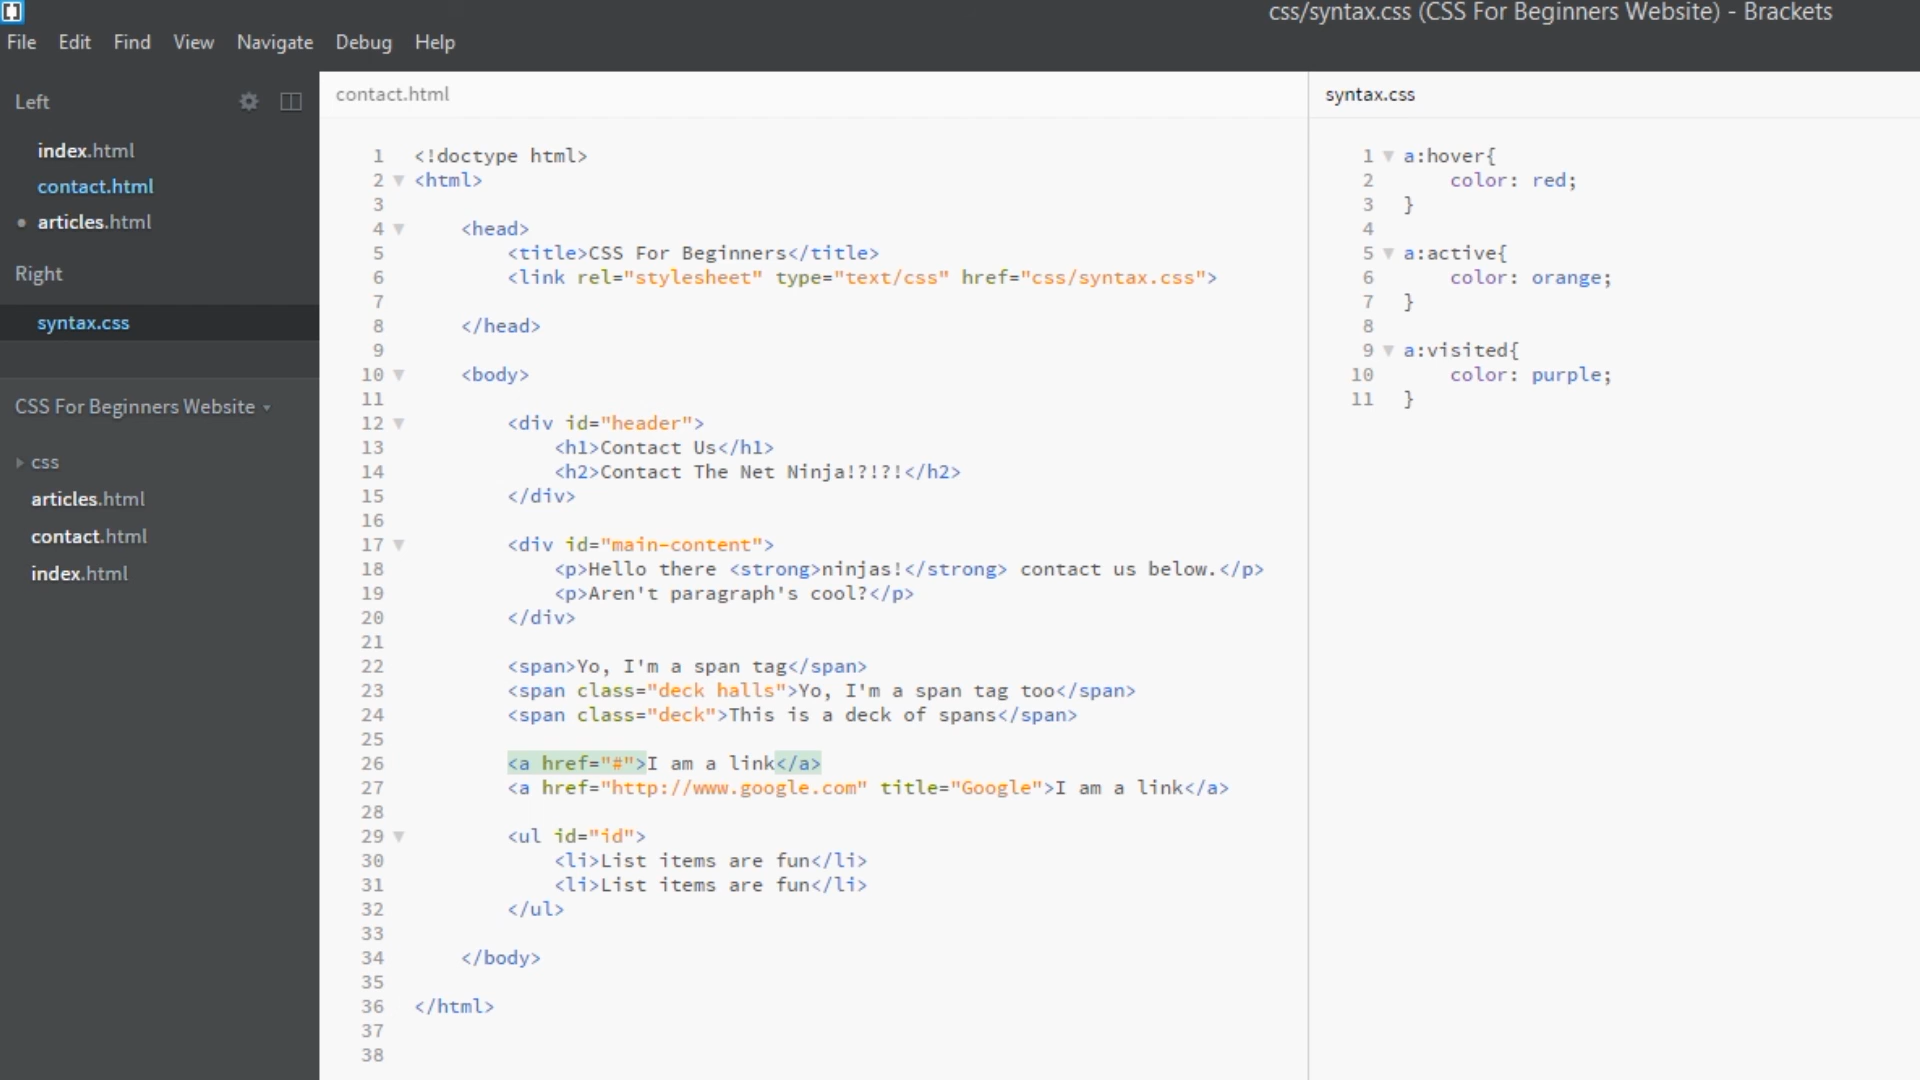 css/syntax.css (CSS For Beginners Website) - Brackets
File Edit Find View Navigate Debug Help
Left
index.html
contact.html
articles.html
Right
syntax.css
CSS For Beginners Website
css
articles.html
contact.html
index.html
contact.html
1 <!doctype html>
2 <html>
3
4 <head>
5 <title>CSS For Beginners</title>
6 <link rel="stylesheet" type="text/css" href="css/syntax.css">
7
8 </head>
9
10 <body>
11
12 <div id="header">
13 <h1>Contact Us</h1>
14 <h2>Contact The Net Ninja!?!?!</h2>
15 </div>
16
17 <div id="main-content">
18 <p>Hello there <strong>ninjas!</strong> contact us below.</p>
19 <p>Aren't paragraph's cool?</p>
20 </div>
21
22 <span>Yo, I'm a span tag</span>
23 <span class="deck halls">Yo, I'm a span tag too</span>
24 <span class="deck">This is a deck of spans</span>
25
26 <a href="#">I am a link</a>
27 <a href="http://www.google.com" title="Google">I am a link</a>
28
29 <ul id="id">
30 <li>List items are fun</li>
31 <li>List items are fun</li>
32 </ul>
33
34 </body>
35
36 </html>
37
38
syntax.css
1 a:hover{
2 color: red;
3 }
4
5 a:active{
6 color: orange;
7 }
8
9 a:visited{
10 color: purple;
11 }